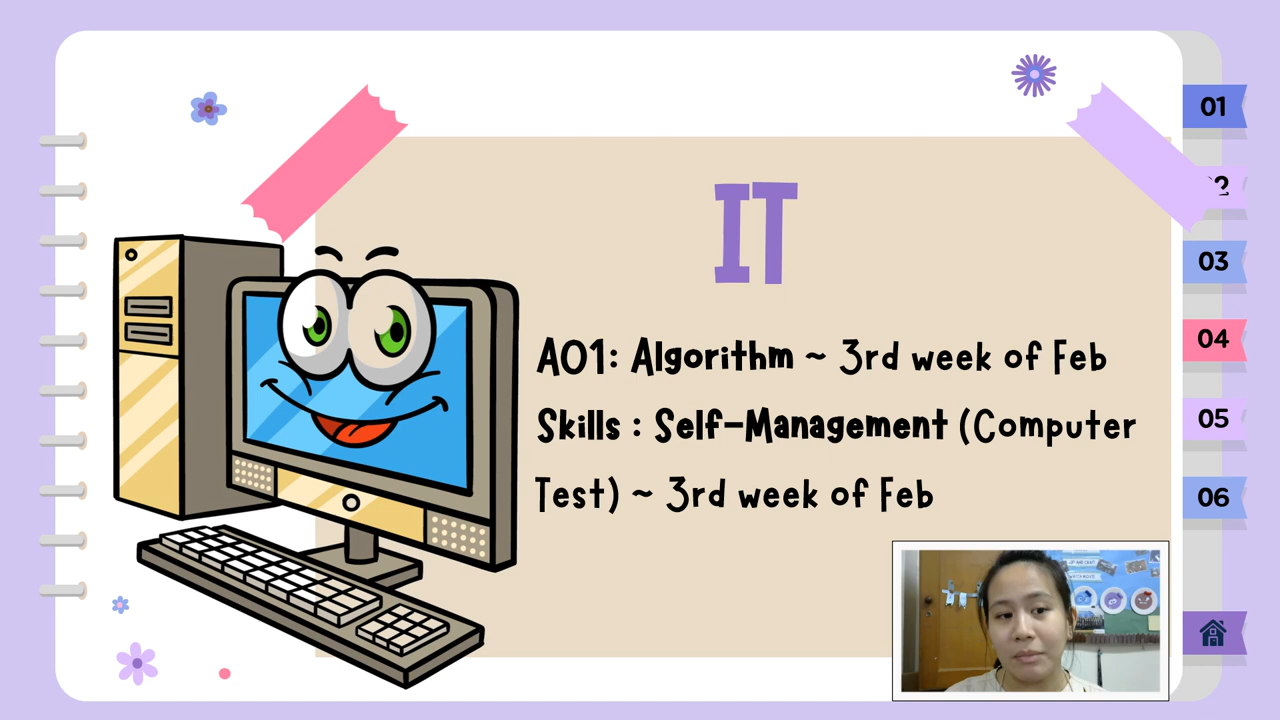 IT
AO1: Algorithm ~ 3rd week of Feb
Skills : Self-Management (Computer
Test) ~ 3rd week of Feb
01
03
04
05
06